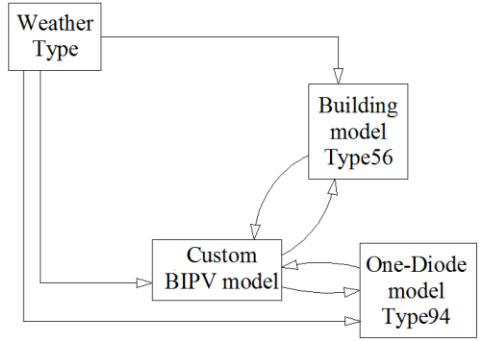 Weather
Type
Building
model
Type56
Custom
BIPV model
One-Diode
model
Type94